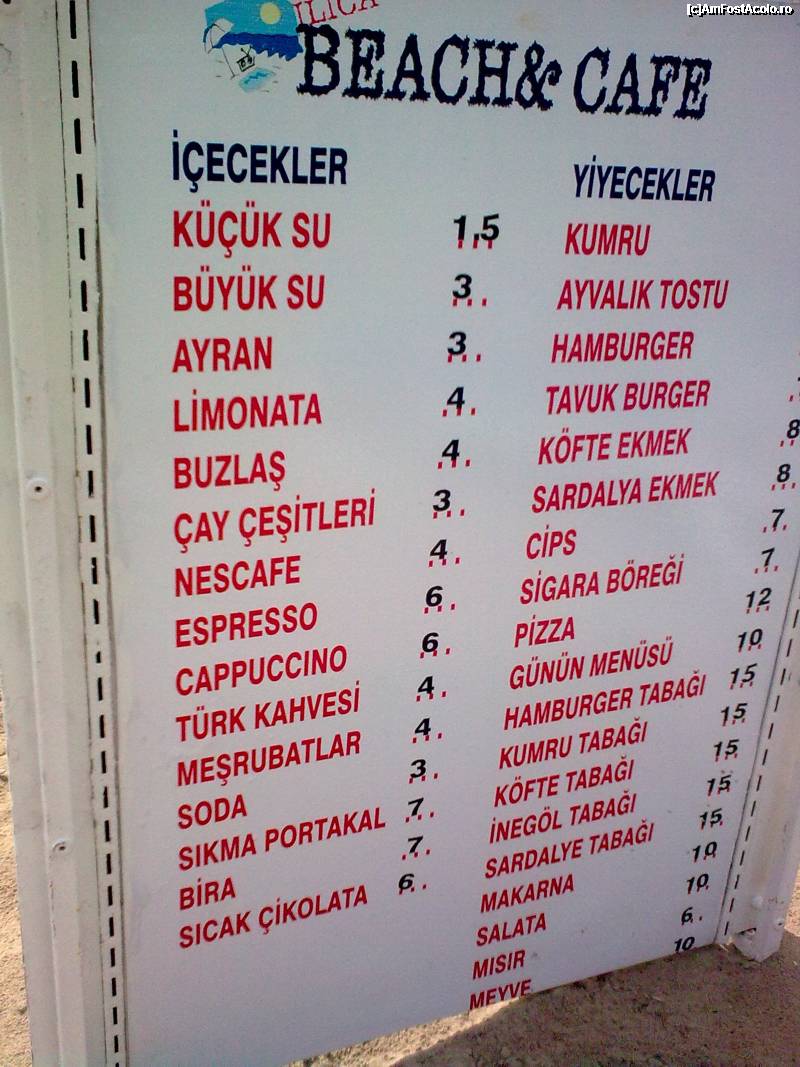 [c]AmFostAcolo.ro
ILICA
BEACH & CAFE
İÇECEKLER
KÜÇÜK SU 1,5
BÜYÜK SU 3
AYRAN 3
LİMONATA 4
BUZLAŞ 4
ÇAY ÇEŞİTLERİ 3
NESCAFE 4
ESPRESSO 6
CAPPUCCINO 6
TÜRK KAHVESİ 4
MEŞRUBATLAR 4
SODA 3
SIKMA PORTAKAL 7
BİRA 7
SICAK ÇİKOLATA 6
YİYECEKLER
KUMRU
AYVALIK TOSTU
HAMBURGER
TAVUK BURGER
KÖFTE EKMEK 8
SARDALYA EKMEK 8
CİPS 7
SİGARA BÖREĞİ 7
PİZZA 12
GÜNÜN MENÜSÜ 10
HAMBURGER TABAĞI 15
KUMRU TABAĞI 15
KÖFTE TABAĞI 15
İNEGÖL TABAĞI 15
SARDALYE TABAĞI 15
MAKARNA 10
SALATA 10
MISIR 6
MEYVE 10